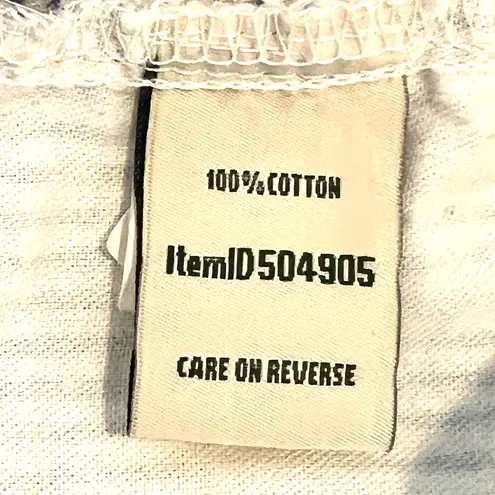 100% COTTON
ItemID 504905
CARE ON REVERSE